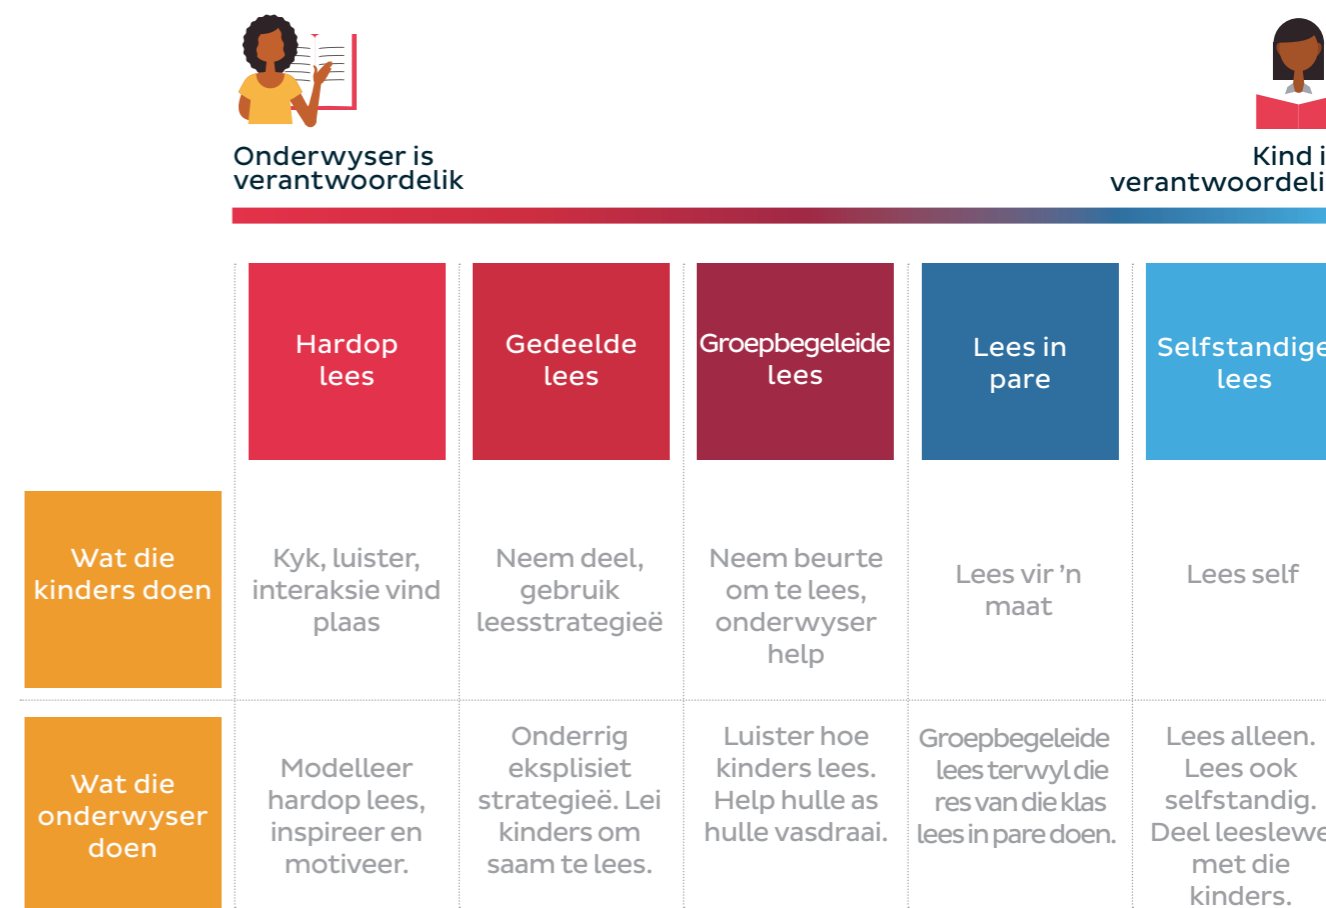 Onderwyser is
verantwoordelik
Kind i
verantwoordeli
Hardop
lees
Gedeelde
lees
Groepbegeleide
lees
Lees in
pare
Selfstandige
lees
Wat die
kinders doen
Kyk, luister,
interaksie vind
plaas
Neem deel,
gebruik
leesstrategieë
Neem beurte
om te lees,
onderwyser
help
Lees vir ’n
maat
Lees self
Wat die
onderwyser
doen
Modelleer
hardop lees,
inspireer en
motiveer.
Onderrig
eksplisiet
strategieë. Lei
kinders om
saam te lees.
Luister hoe
kinders lees.
Help hulle as
hulle vasdraai.
Groepbegeleide
lees terwyl die
res van die klas
lees in pare doen.
Lees alleen.
Lees ook
selfstandig.
Deel leeslewe
met die
kinders.